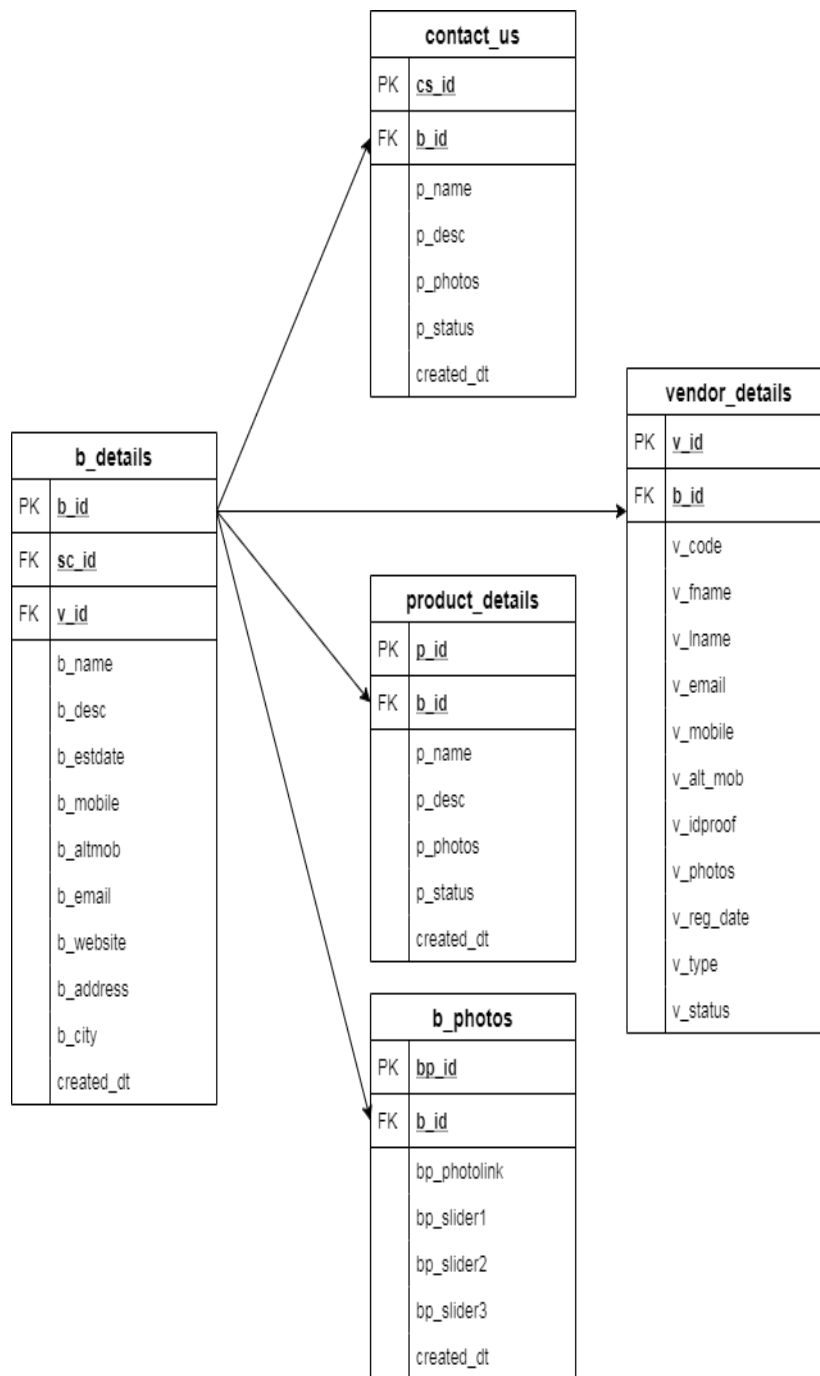 contact_us
PK cs_id
FK b_id
p_name
p_desc
p_photos
p_status
created_dt
vendor_details
PK v_id
FK b_id
v_code
v_fname
v_lname
v_email
v_mobile
v_alt_mob
v_idproof
v_photos
v_reg_date
v_type
v_status
b_details
PK b_id
FK sc_id
FK v_id
b_name
b_desc
b_estdate
b_mobile
b_altmob
b_email
b_website
b_address
b_city
created_dt
product_details
PK p_id
FK b_id
p_name
p_desc
p_photos
p_status
created_dt
b_photos
PK bp_id
FK b_id
bp_photolink
bp_slider1
bp_slider2
bp_slider3
created_dt